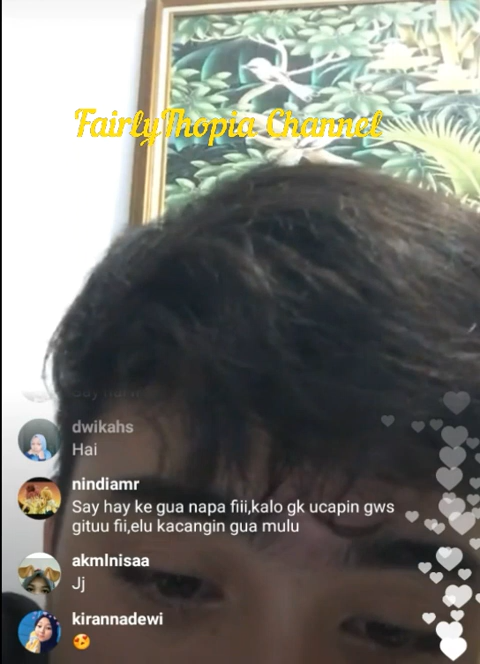 FairlyThopia Channel
dwikahs
Hai
nindiamr
Say hay ke gua napa fiii,kalo gk ucapin gws
gituu fii,elu kacangin gua mulu
akmlnisaa
Jj
kirannadewi
😍